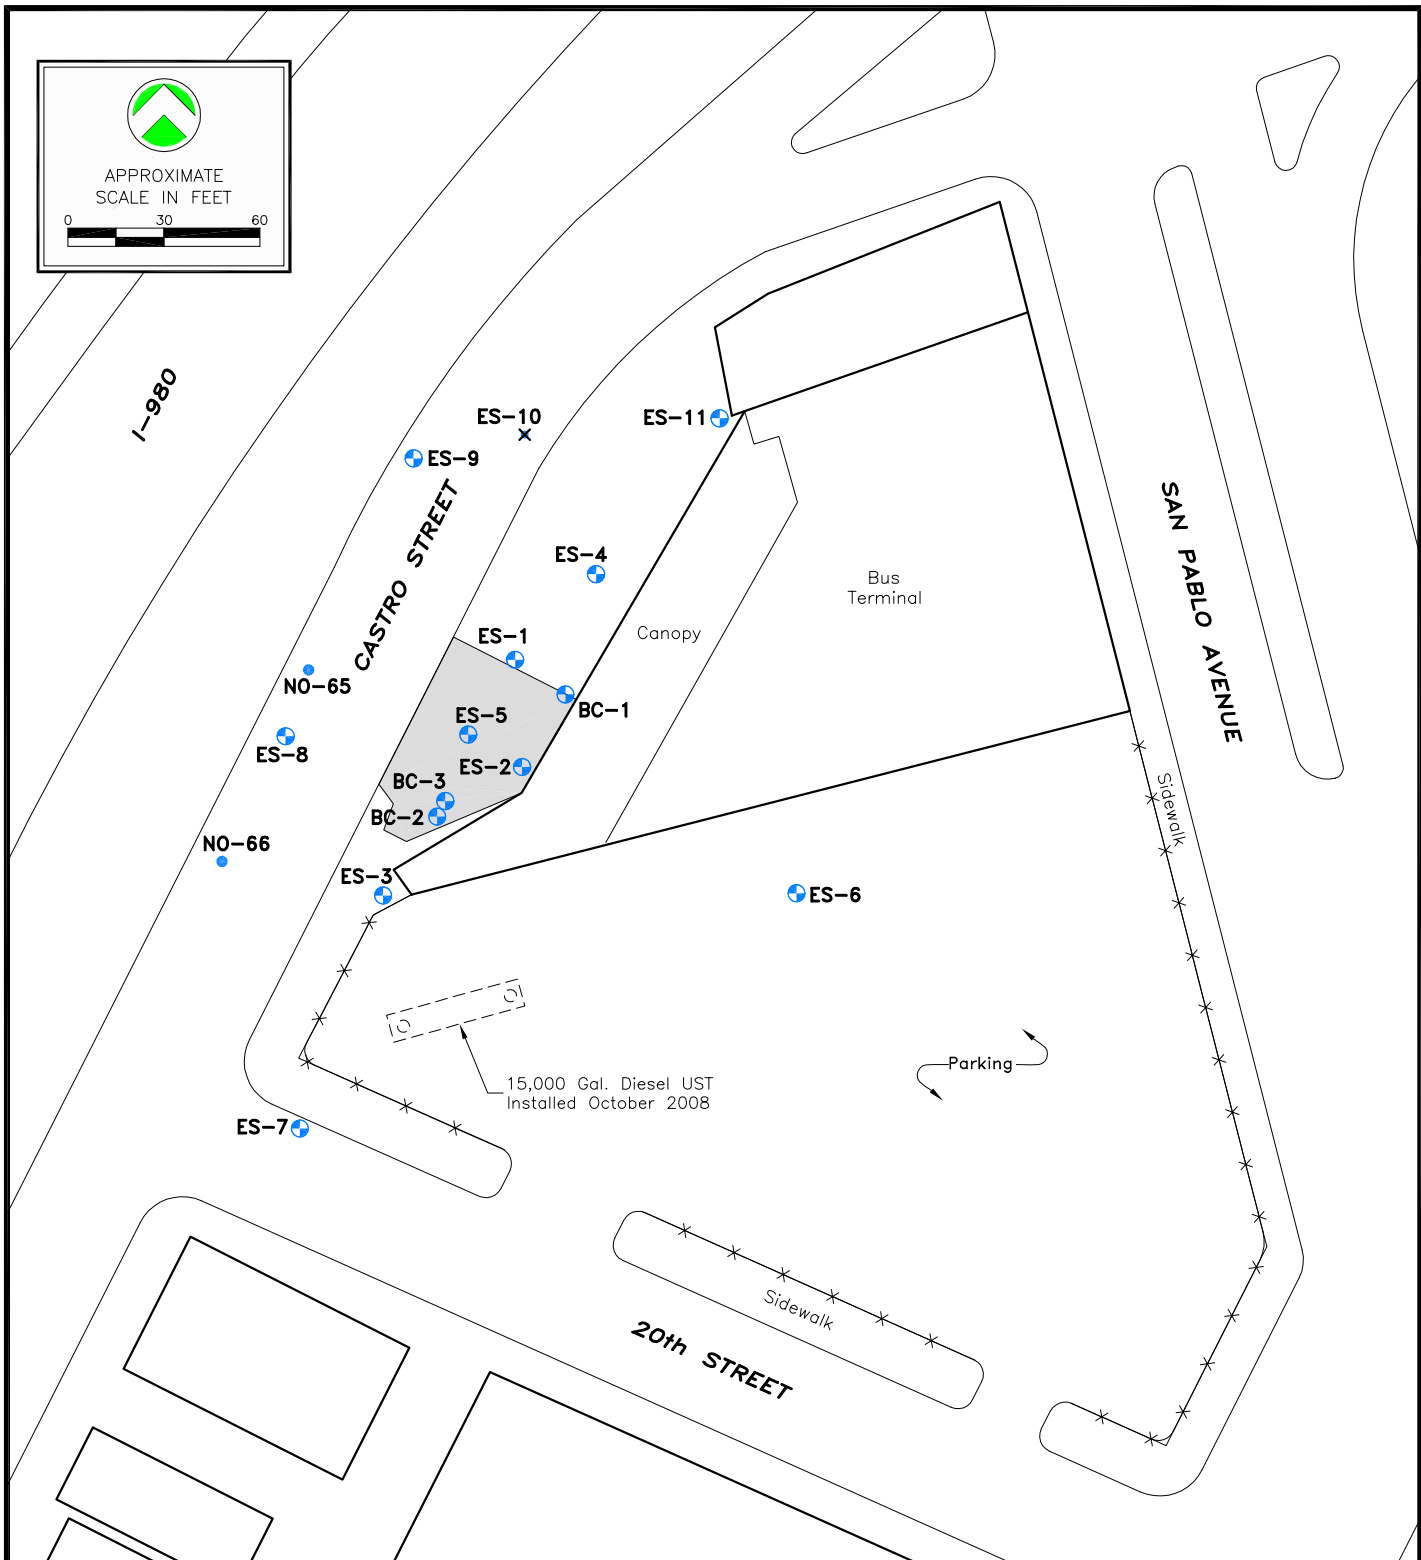 APPROXIMATE
SCALE IN FEET
0 30 60
I-980
CASTRO STREET
ES-10
ES-11
ES-9
ES-4
Bus
Terminal
SAN PABLO AVENUE
Canopy
ES-1
NO-65
BC-1
ES-5
ES-8
ES-2
BC-3
BC-2
Sidewalk
NO-66
ES-3
ES-6
Parking
15,000 Gal. Diesel UST
Installed October 2008
ES-7
Sidewalk
20th STREET